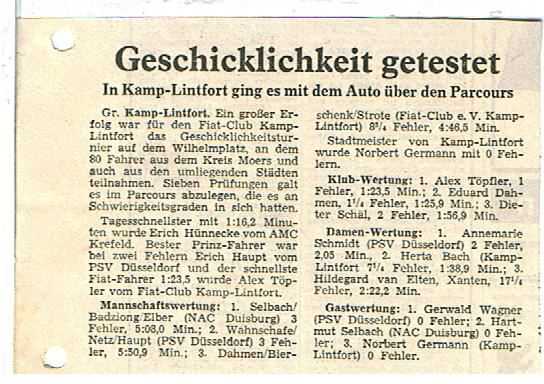 Geschicklichkeit getestet
In Kamp-Lintfort ging es mit dem Auto über den Parcours
Gr. Kamp-Lintfort. Ein großer Er-
folg war für den Fiat-Club Kamp-
Lintfort das Geschicklichkeitstur-
nier auf dem Wilhelmplatz, an dem
80 Fahrer aus dem Kreis Moers und
auch aus den umliegenden Städten
teilnahmen. Sieben Prüfungen galt
es im Parcours abzulegen, die es an
Schwierigkeitsgraden in sich hatten.
Tagesschnellster mit 1:16,2 Minu-
ten wurde Erich Hünnecke vom AMC
Krefeld. Bester Prinz-Fahrer war
bei zwei Fehlern Erich Haupt vom
PSV Düsseldorf und der schnellste
Fiat-Fahrer 1:23,5 wurde Alex Töp-
ler vom Fiat-Club Kamp-Lintfort.
Mannschaftswertung: 1. Selbach/
Badziong/Elber (NAC Duisburg) 3
Fehler, 5:08,0 Min.; 2. Wahnschafe/
Netz/Haupt (PSV Düsseldorf) 3 Feh-
ler, 5:50,9 Min.; 3. Dahmen/Bier-
schenk/Strote (Fiat-Club e. V. Kamp-
Lintfort) 8¹/₄ Fehler, 4:46,5 Min.
Stadtmeister von Kamp-Lintfort
wurde Norbert Germann mit 0 Feh-
lern.
Klub-Wertung: 1. Alex Töpfler, 1
Fehler, 1:23,5 Min.; 2. Eduard Dah-
men, 1¹/₄ Fehler, 1:25,9 Min.; 3. Die-
ter Schäl, 2 Fehler, 1:56,9 Min.
Damen-Wertung: 1. Annemarie
Schmidt (PSV Düsseldorf) 2 Fehler,
2,05 Min., 2. Herta Bach (Kamp-
Lintfort 7¹/₄ Fehler, 1:38,9 Min.; 3.
Hildegard van Elten, Xanten, 17¹/₄
Fehler, 2:22,2 Min.
Gastwertung: 1. Gerwald Wagner
(PSV Düsseldorf) 0 Fehler; 2. Hart-
mut Selbach (NAC Duisburg) 0 Feh-
ler; 3. Norbert Germann (Kamp-
Lintfort) 0 Fehler.